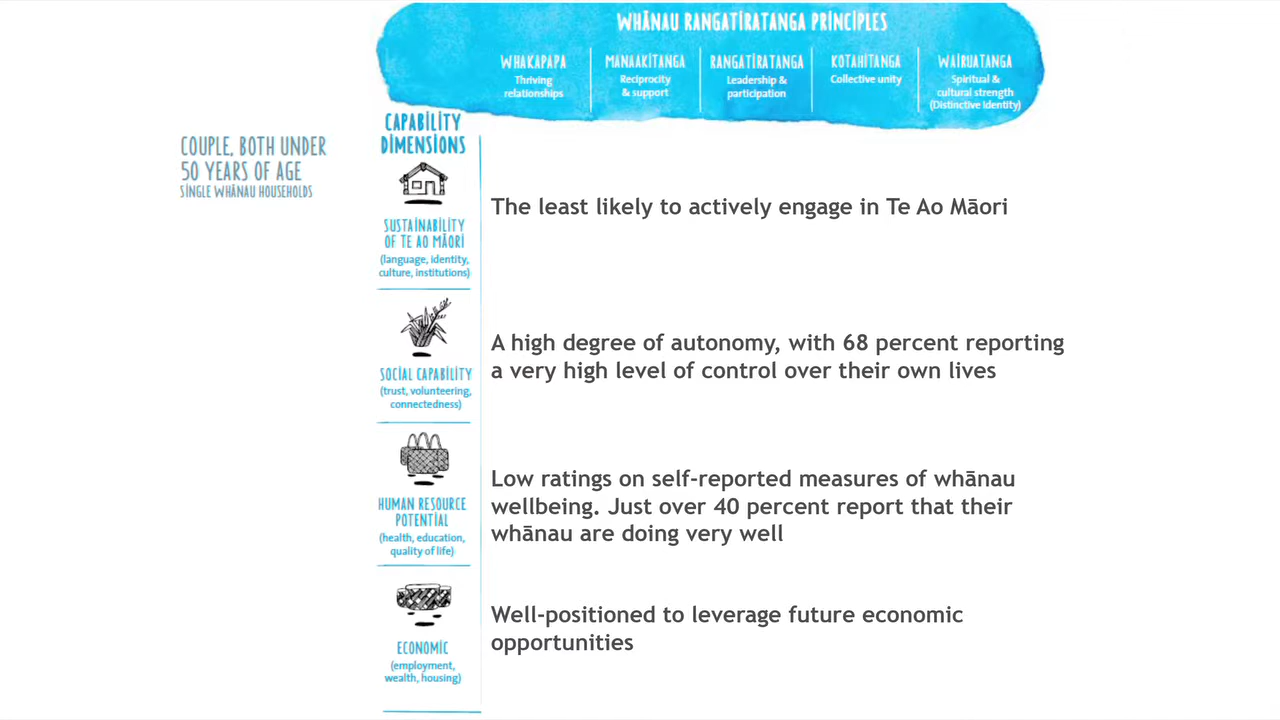 WHĀNAU RANGATIRATANGA PRINCIPLES
WHAKAPAPA
Thriving
relationships
MANAAKITANGA
Reciprocity
& support
RANGATIRATANGA
Leadership &
participation
KOTAHITANGA
Collective unity
WAIRUATANGA
Spiritual &
cultural strength
(Distinctive identity)
COUPLE, BOTH UNDER
50 YEARS OF AGE
SINGLE WHĀNAU HOUSEHOLDS
CAPABILITY
DIMENSIONS
SUSTAINABILITY
OF TE AO MĀORI
(language, identity,
culture, institutions)
The least likely to actively engage in Te Ao Māori
SOCIAL CAPABILITY
(trust, volunteering,
connectedness)
A high degree of autonomy, with 68 percent reporting
a very high level of control over their own lives
HUMAN RESOURCE
POTENTIAL
(health, education,
quality of life)
Low ratings on self-reported measures of whānau
wellbeing. Just over 40 percent report that their
whānau are doing very well
ECONOMIC
(employment,
wealth, housing)
Well-positioned to leverage future economic
opportunities